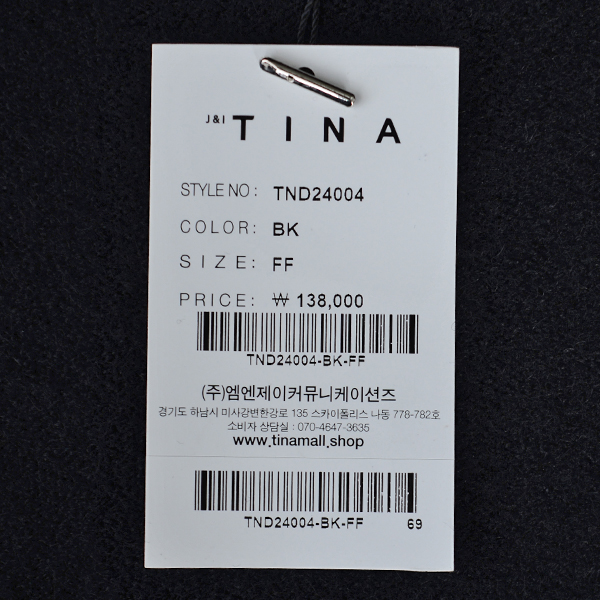 J&I TINA
STYLE NO: TND24004
COLOR: BK
SIZE: FF
PRICE: ₩ 138,000
TND24004-BK-FF
(주)엠엔제이커뮤니케이션즈
경기도 하남시 미사강변한강로 135 스카이폴리스 나동 778-782호
소비자 상담실 : 070-4647-3635
www.tinamall.shop
TND24004-BK-FF 69